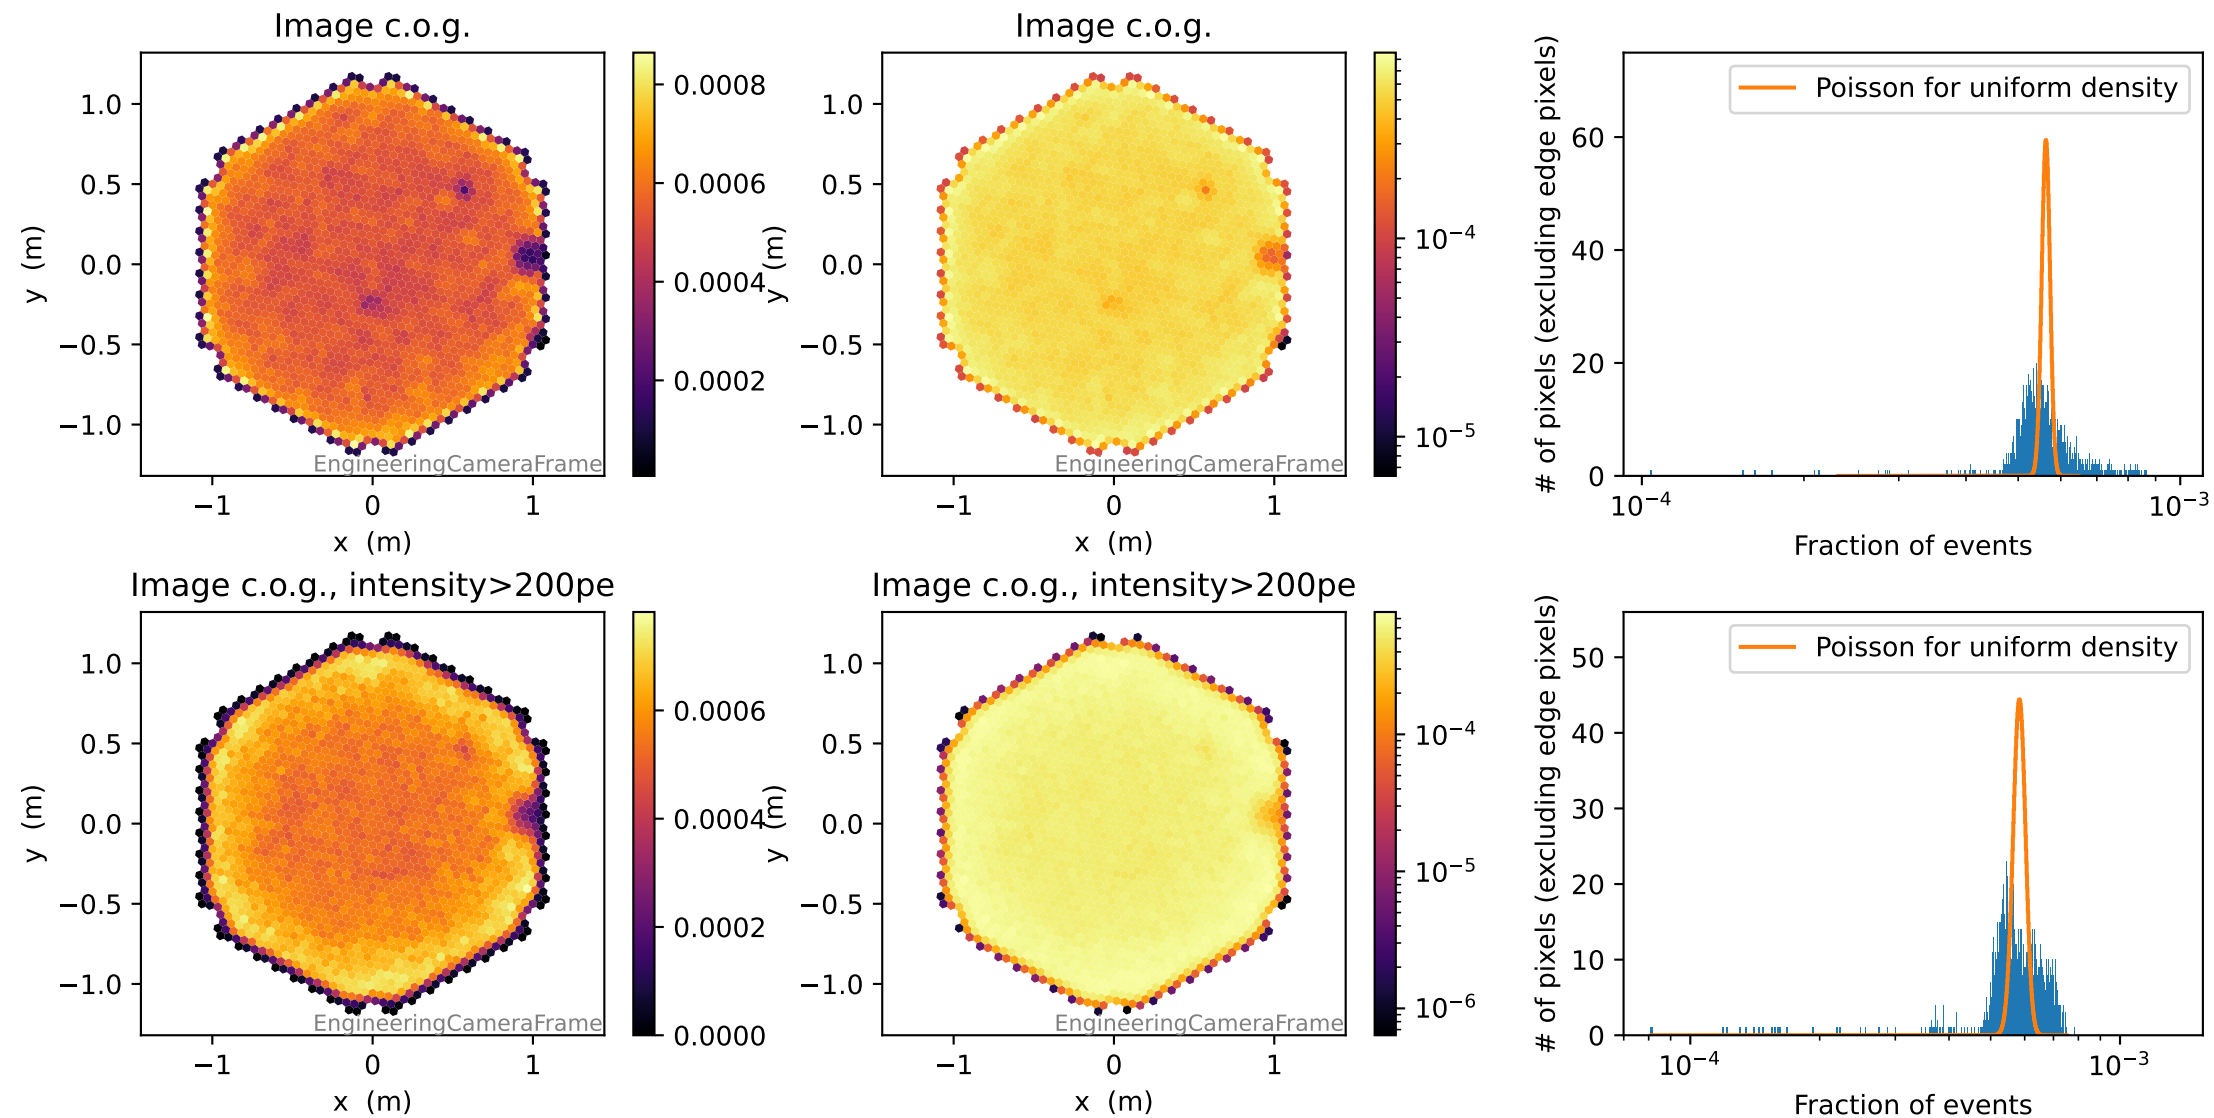 Image c.o.g.
1.0
0.5
0.0
−0.5
−1.0
y (m)
−1
0
1
x (m)
EngineeringCameraFrame
0.0008
0.0006
0.0004
0.0002
Image c.o.g.
1.0
0.5
0.0
−0.5
−1.0
y (m)
−1
0
1
x (m)
EngineeringCameraFrame
10⁻⁴
10⁻⁵
# of pixels (excluding edge pixels)
60
40
20
0
Poisson for uniform density
10⁻⁴
10⁻³
Fraction of events
Image c.o.g., intensity>200pe
1.0
0.5
0.0
−0.5
−1.0
y (m)
−1
0
1
x (m)
EngineeringCameraFrame
0.0006
0.0004
0.0002
0.0000
Image c.o.g., intensity>200pe
1.0
0.5
0.0
−0.5
−1.0
y (m)
−1
0
1
x (m)
EngineeringCameraFrame
10⁻⁴
10⁻⁵
10⁻⁶
# of pixels (excluding edge pixels)
50
40
30
20
10
0
Poisson for uniform density
10⁻⁴
10⁻³
Fraction of events